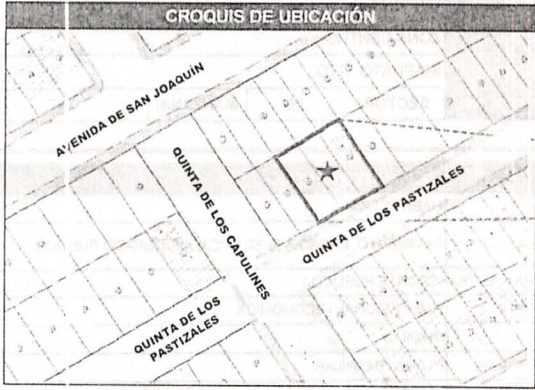 CROQUIS DE UBICACIÓN
AVENIDA DE SAN JOAQUÍN
QUINTA DE LOS CAPULINES
QUINTA DE LOS PASTIZALES
QUINTA DE LOS
PASTIZALES